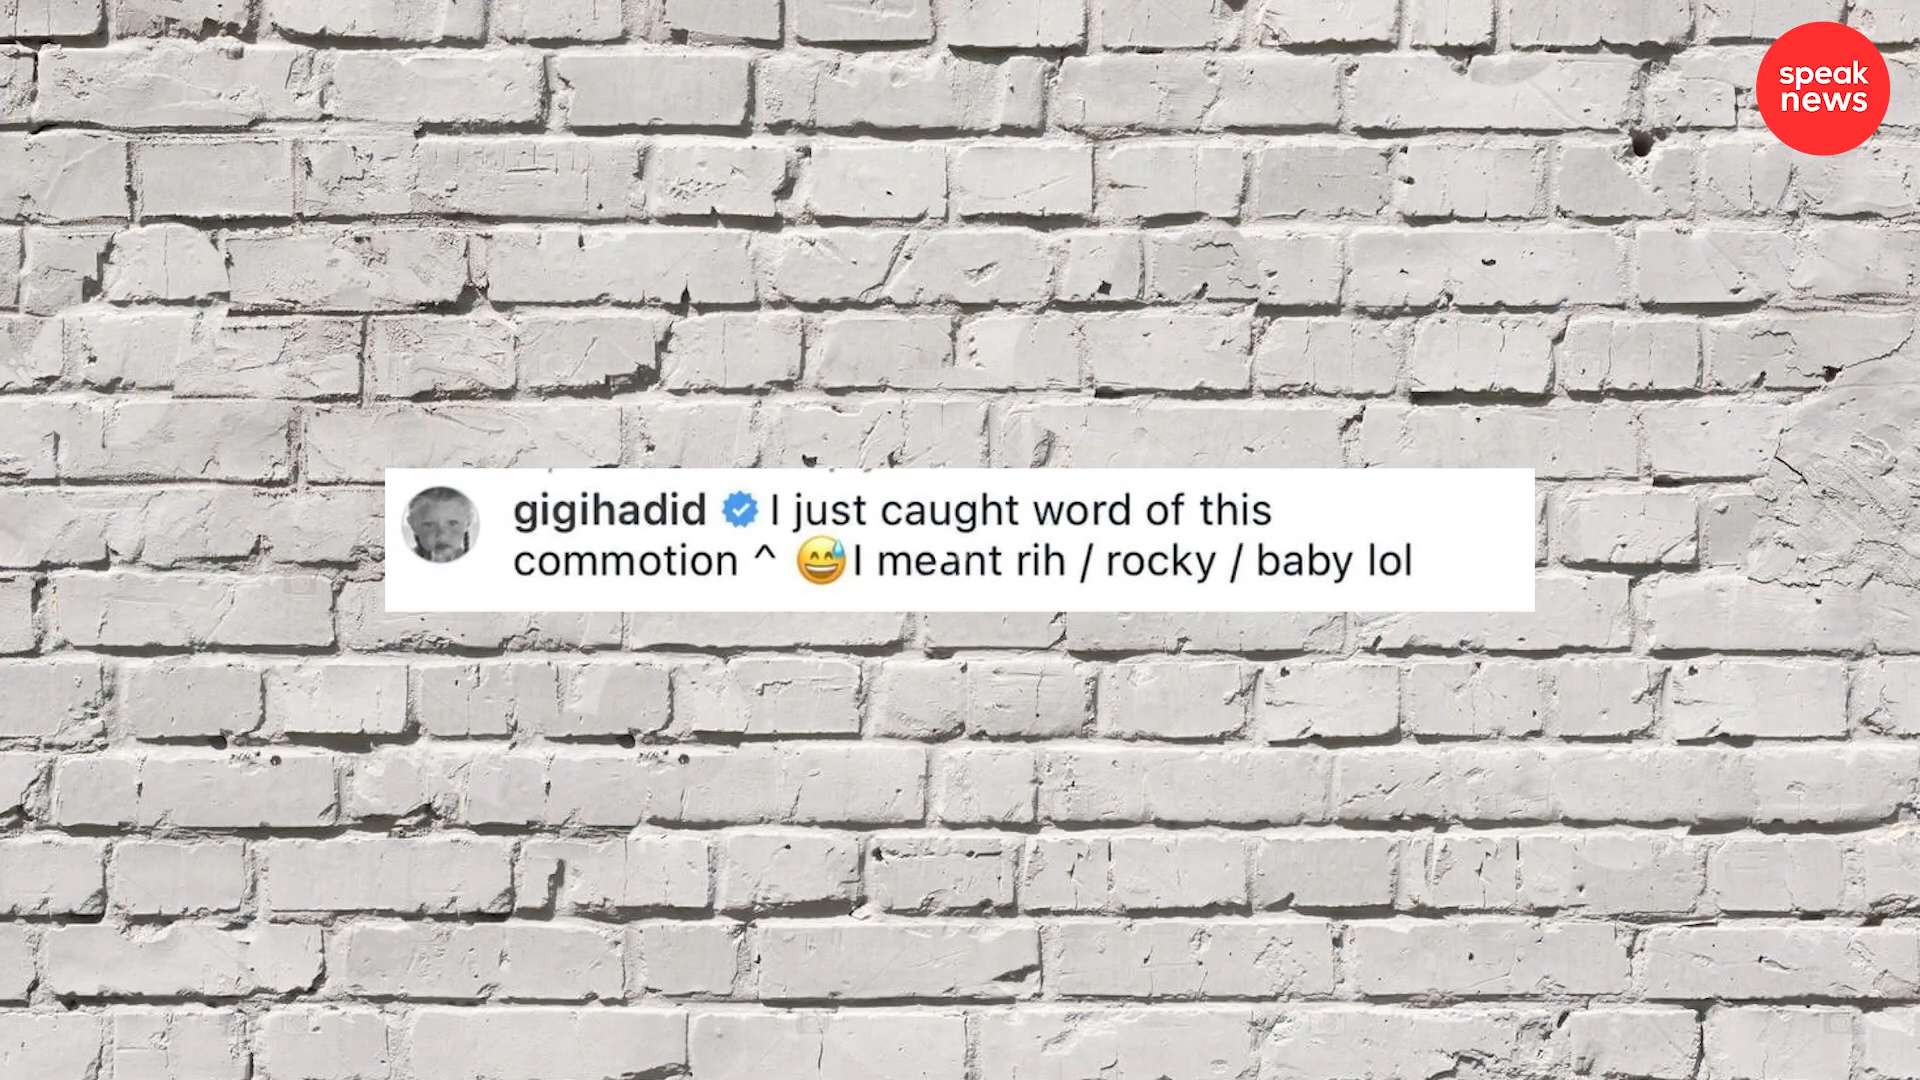 speak
news
gigihadid I just caught word of this
commotion ^ 😅 I meant rih / rocky / baby lol